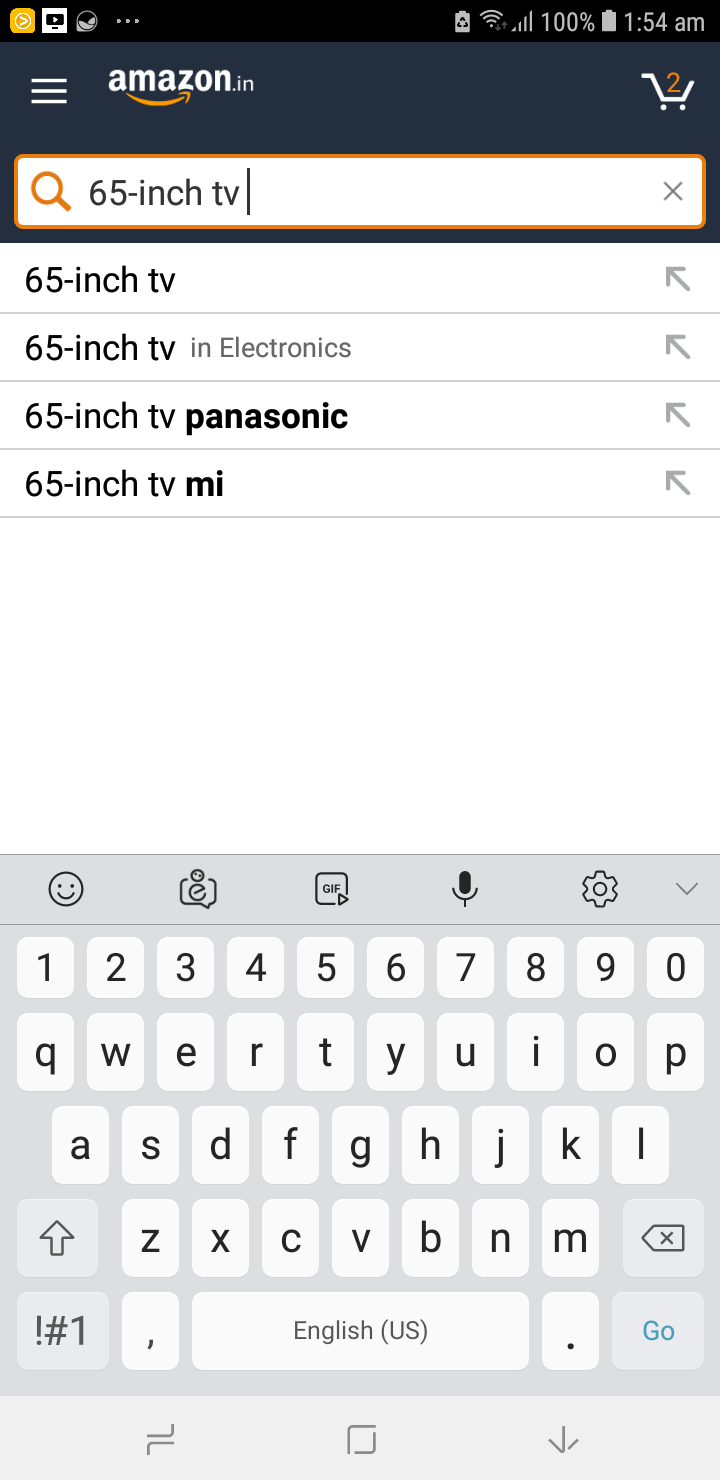 100% 1:54 am
amazon.in
2
65-inch tv
65-inch tv
65-inch tv in Electronics
65-inch tv panasonic
65-inch tv mi
GIF
1 2 3 4 5 6 7 8 9 0
q w e r t y u i o p
a s d f g h j k l
z x c v b n m
!#1 , English (US) . Go